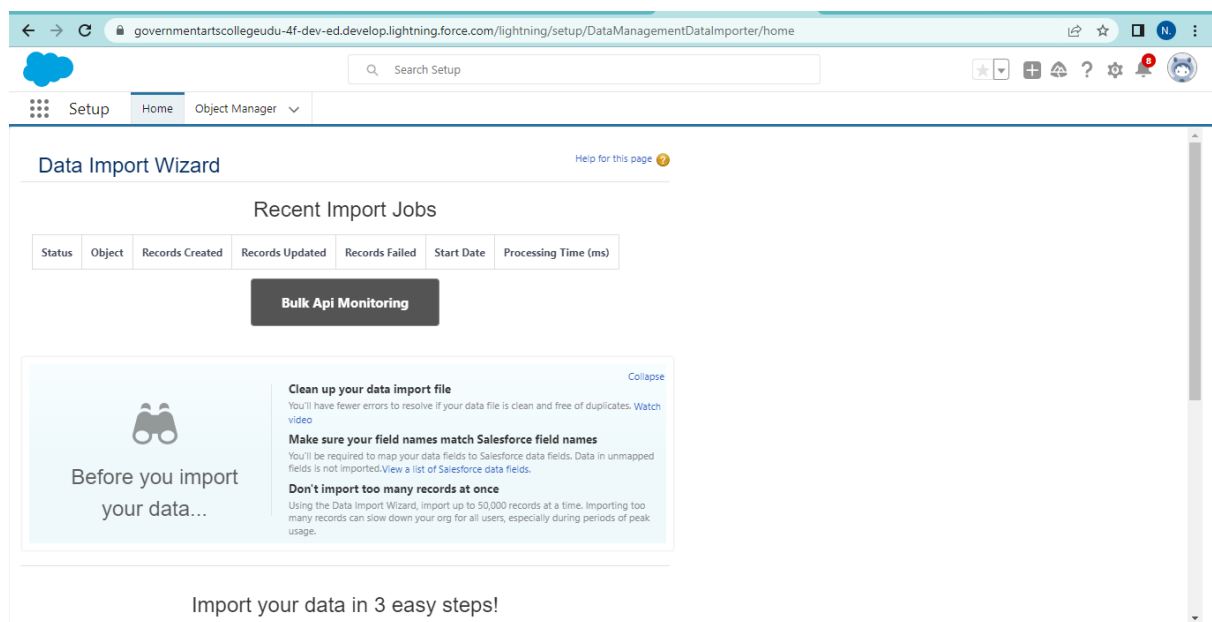 governmentartscollegeudu-4f-dev-ed.develop.lightning.force.com/lightning/setup/DataManagementDataImporter/home
N.
Search Setup
8
Setup
Home
Object Manager
Data Import Wizard
Help for this page
Recent Import Jobs
Status Object Records Created Records Updated Records Failed Start Date Processing Time (ms)
Bulk Api Monitoring
Collapse
Before you import
your data...
Clean up your data import file
You'll have fewer errors to resolve if your data file is clean and free of duplicates. Watch
video
Make sure your field names match Salesforce field names
You'll be required to map your data fields to Salesforce data fields. Data in unmapped
fields is not imported.View a list of Salesforce data fields.
Don't import too many records at once
Using the Data Import Wizard, import up to 50,000 records at a time. Importing too
many records can slow down your org for all users, especially during periods of peak
usage.
Import your data in 3 easy steps!